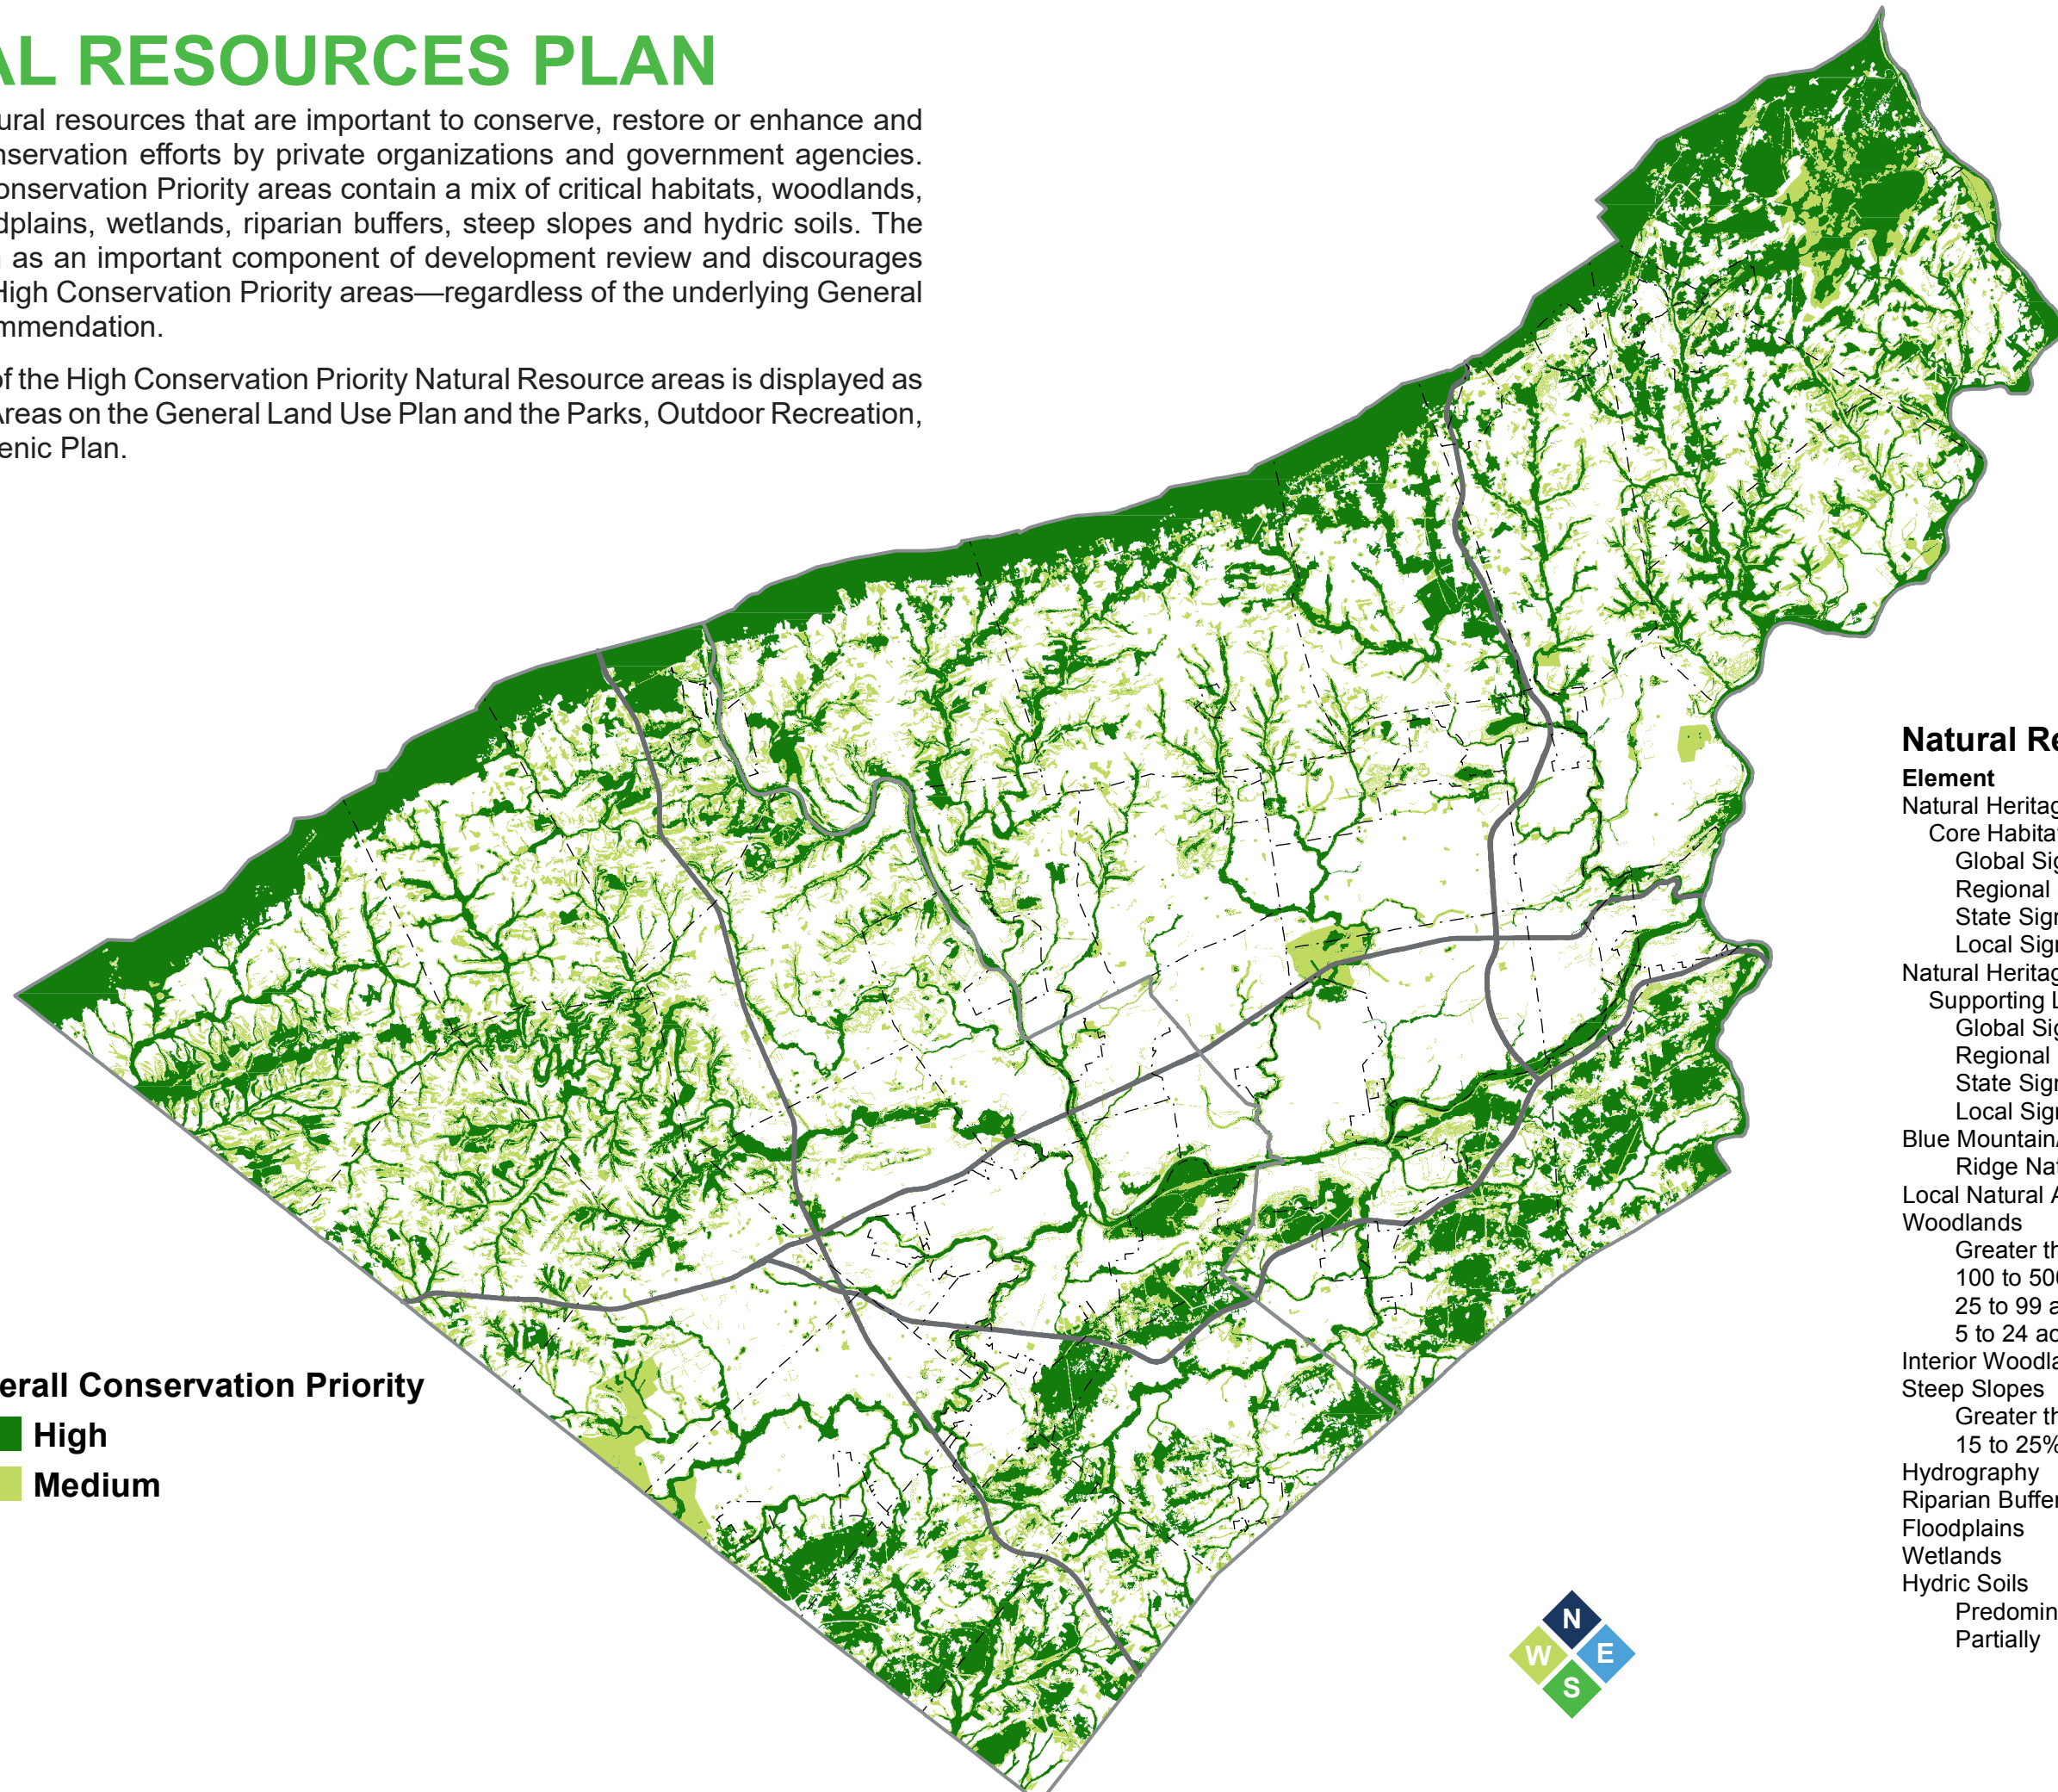 AL RESOURCES PLAN
ural resources that are important to conserve, restore or enhance and
nservation efforts by private organizations and government agencies.
onservation Priority areas contain a mix of critical habitats, woodlands,
dplains, wetlands, riparian buffers, steep slopes and hydric soils. The
as an important component of development review and discourages
High Conservation Priority areas—regardless of the underlying General
mmendation.
of the High Conservation Priority Natural Resource areas is displayed as
Areas on the General Land Use Plan and the Parks, Outdoor Recreation,
enic Plan.
erall Conservation Priority
High
Medium
N
W E
S
Natural Re
Element
Natural Heritag
Core Habita
Global Sig
Regional
State Sign
Local Sign
Natural Heritag
Supporting L
Global Sig
Regional
State Sign
Local Sign
Blue Mountain/
Ridge Nat
Local Natural A
Woodlands
Greater th
100 to 500
25 to 99 a
5 to 24 ac
Interior Woodla
Steep Slopes
Greater th
15 to 25%
Hydrography
Riparian Buffer
Floodplains
Wetlands
Hydric Soils
Predomin
Partially